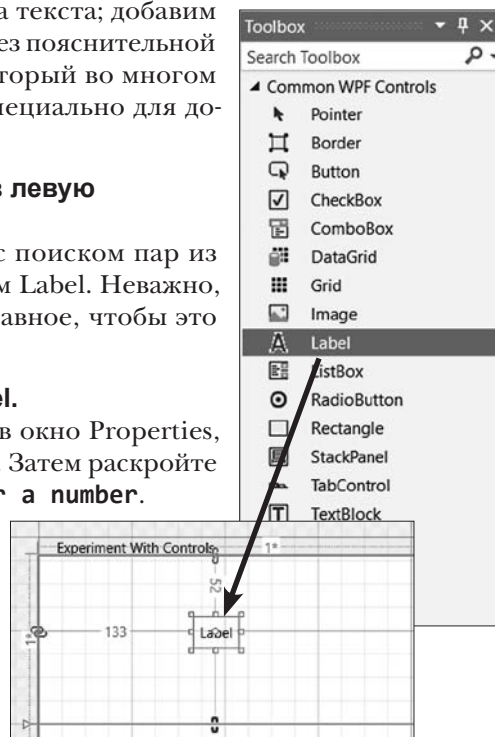 а текста; добавим
ез пояснительной
оторый во многом
пециально для до-
в левую
с поиском пар из
м Label. Неважно,
авное, чтобы это
el.
в окно Properties,
. Затем раскройте
r a number.
Toolbox
Search Toolbox
Common WPF Controls
Pointer
Border
Button
CheckBox
ComboBox
DataGrid
Grid
Image
Label
ListBox
RadioButton
Rectangle
StackPanel
TabControl
TextBlock
Experiment With Controls
1*
52
133
Label
1*